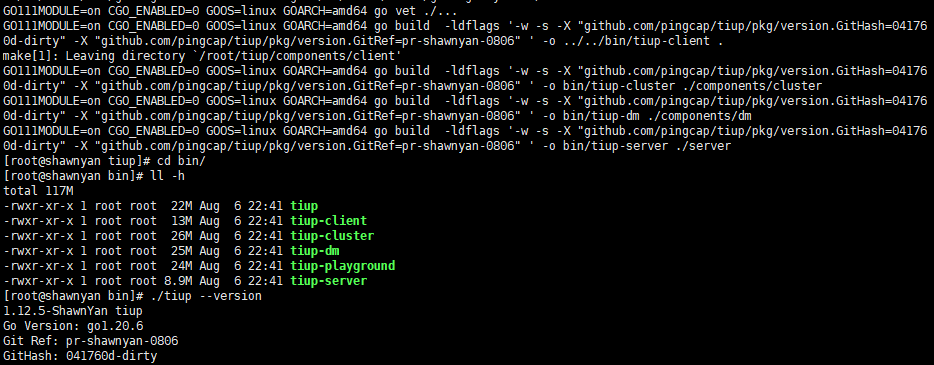 GO111MODULE=on CGO_ENABLED=0 GOOS=linux GOARCH=amd64 go vet ./...
GO111MODULE=on CGO_ENABLED=0 GOOS=linux GOARCH=amd64 go build  -ldflags '-w -s -X "github.com/pingcap/tiup/pkg/version.GitHash=04176
0d-dirty" -X "github.com/pingcap/tiup/pkg/version.GitRef=pr-shawnyan-0806" ' -o ../../bin/tiup-client .
make[1]: Leaving directory `/root/tiup/components/client'
GO111MODULE=on CGO_ENABLED=0 GOOS=linux GOARCH=amd64 go build  -ldflags '-w -s -X "github.com/pingcap/tiup/pkg/version.GitHash=04176
0d-dirty" -X "github.com/pingcap/tiup/pkg/version.GitRef=pr-shawnyan-0806" ' -o bin/tiup-cluster ./components/cluster
GO111MODULE=on CGO_ENABLED=0 GOOS=linux GOARCH=amd64 go build  -ldflags '-w -s -X "github.com/pingcap/tiup/pkg/version.GitHash=04176
0d-dirty" -X "github.com/pingcap/tiup/pkg/version.GitRef=pr-shawnyan-0806" ' -o bin/tiup-dm ./components/dm
GO111MODULE=on CGO_ENABLED=0 GOOS=linux GOARCH=amd64 go build  -ldflags '-w -s -X "github.com/pingcap/tiup/pkg/version.GitHash=04176
0d-dirty" -X "github.com/pingcap/tiup/pkg/version.GitRef=pr-shawnyan-0806" ' -o bin/tiup-server ./server
[root@shawnyan tiup]# cd bin/
[root@shawnyan bin]# ll -h
total 117M
-rwxr-xr-x 1 root root  22M Aug  6 22:41 tiup
-rwxr-xr-x 1 root root  13M Aug  6 22:41 tiup-client
-rwxr-xr-x 1 root root  26M Aug  6 22:41 tiup-cluster
-rwxr-xr-x 1 root root  25M Aug  6 22:41 tiup-dm
-rwxr-xr-x 1 root root  24M Aug  6 22:41 tiup-playground
-rwxr-xr-x 1 root root 8.9M Aug  6 22:41 tiup-server
[root@shawnyan bin]# ./tiup --version
1.12.5-ShawnYan tiup
Go Version: go1.20.6
Git Ref: pr-shawnyan-0806
GitHash: 041760d-dirty